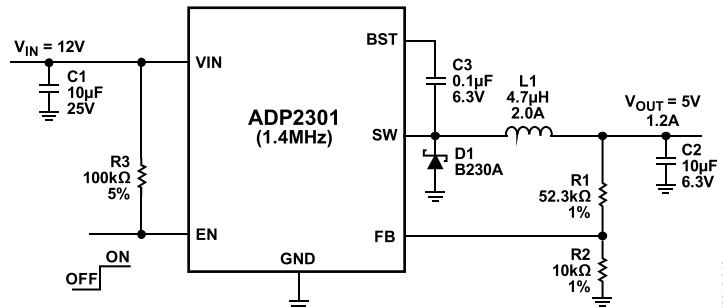 VIN = 12V
C1
10µF
25V
R3
100kΩ
5%
ON
OFF
VIN
EN
ADP2301
(1.4MHz)
GND
BST
SW
FB
C3
0.1µF
6.3V
L1
4.7µH
2.0A
D1
B230A
VOUT = 5V
1.2A
C2
10µF
6.3V
R1
52.3kΩ
1%
R2
10kΩ
1%